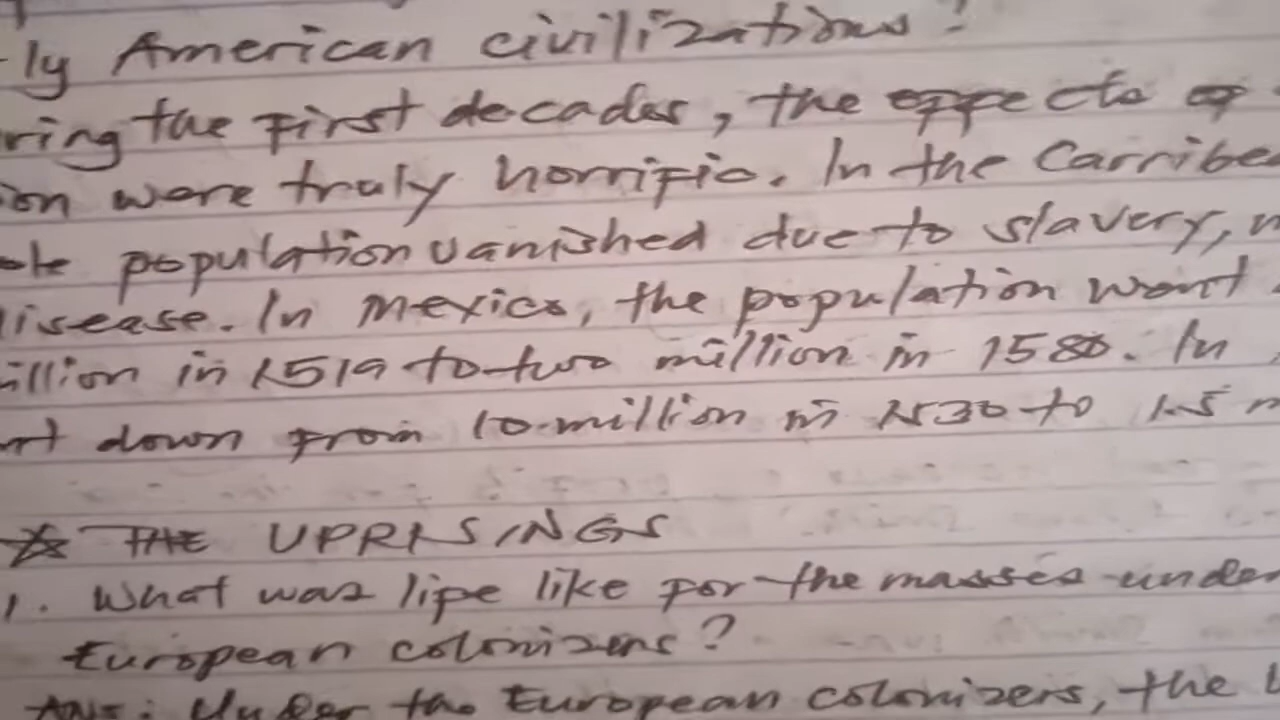 -ly American civilizations?
ring the First decades, the effects of
ion were truly horrific. In the Carribe
ole population vanished due to slavery,
disease. In Mexico, the population went
illion in 1519 to two million in 1580. In
nt down from 10 million in 1530 to 1.5 m
☆ THE UPRISINGS
1. What was life like for the masses under
European colonizers?
Ans: Under the European colonizers, the